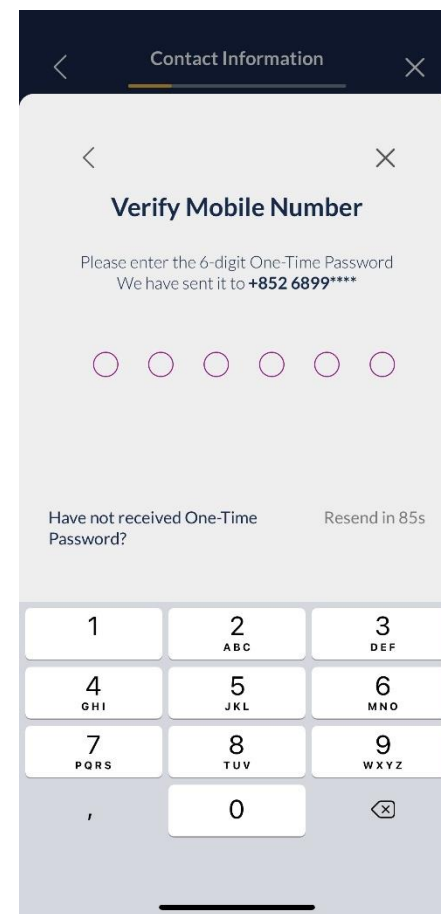 Contact Information
Verify Mobile Number
Please enter the 6-digit One-Time Password
We have sent it to +852 6899****
Have not received One-Time
Password?
Resend in 85s
1
2
ABC
3
DEF
4
GHI
5
JKL
6
MNO
7
PQRS
8
TUV
9
WXYZ
,
0